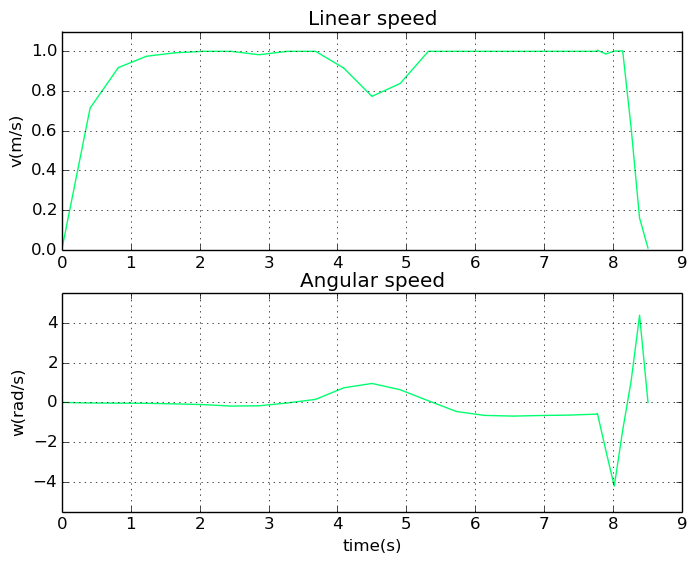 Linear speed
1.0
0.8
0.6
0.4
0.2
0.0
v(m/s)
0 1 2 3 4 5 6 7 8 9
Angular speed
4
2
0
−2
−4
w(rad/s)
0 1 2 3 4 5 6 7 8 9
time(s)